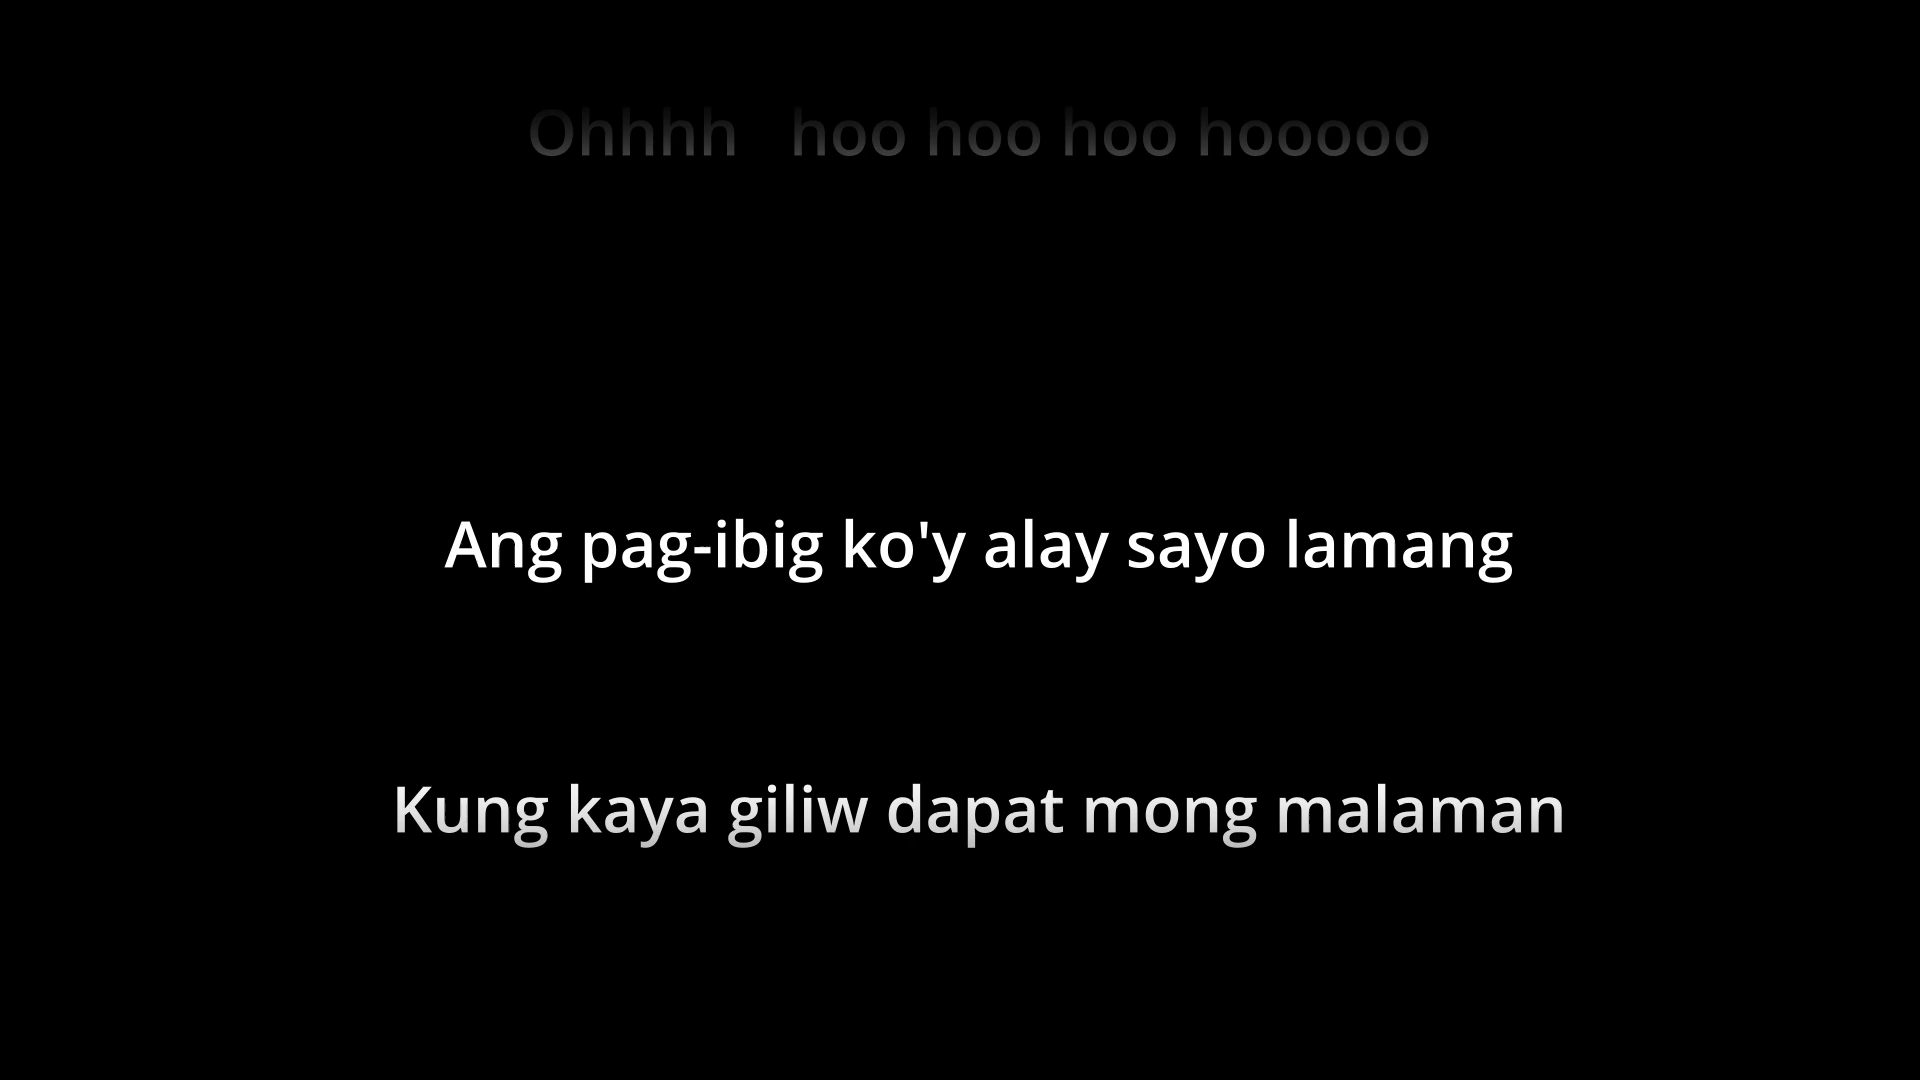 Ohhhh   hoo hoo hoo hooooo
Ang pag-ibig ko'y alay sayo lamang
Kung kaya giliw dapat mong malaman